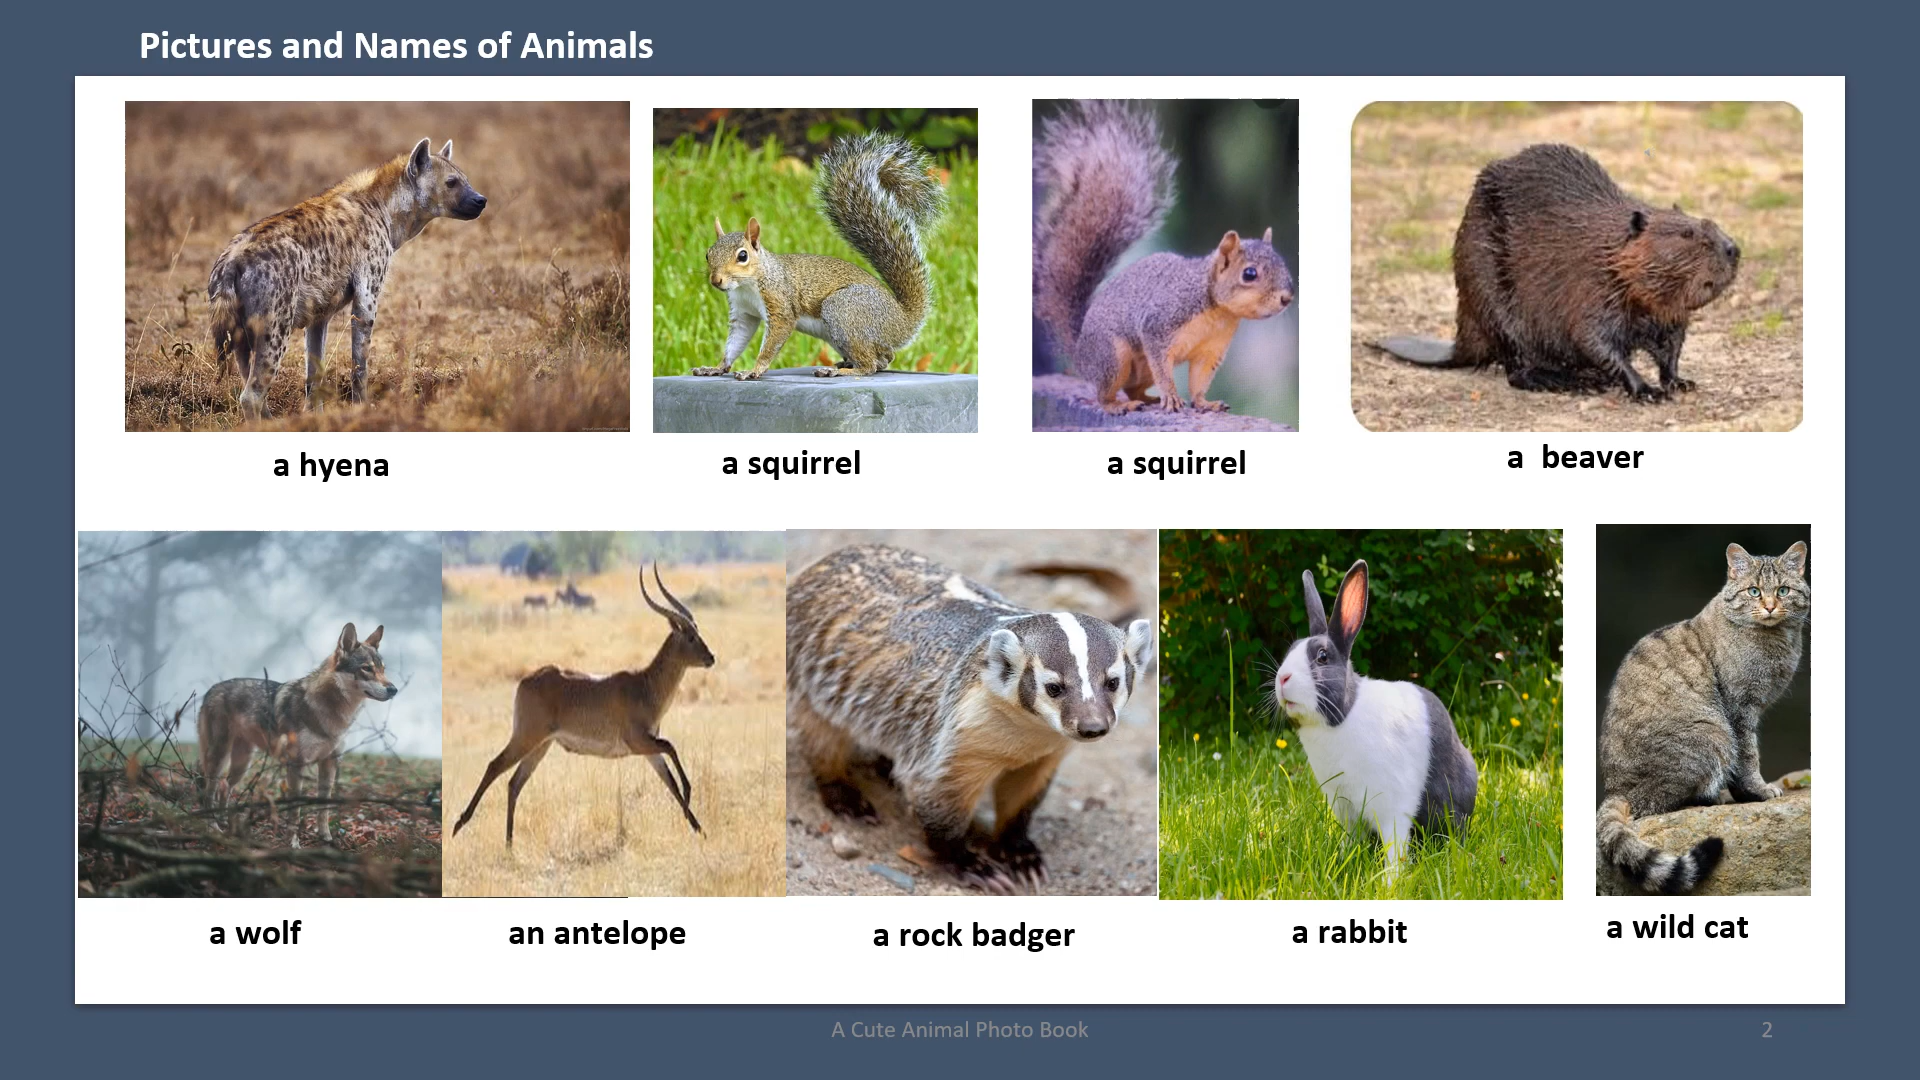 Pictures and Names of Animals
a hyena
a squirrel
a squirrel
a  beaver
a wolf
an antelope
a rock badger
a rabbit
a wild cat
A Cute Animal Photo Book
2